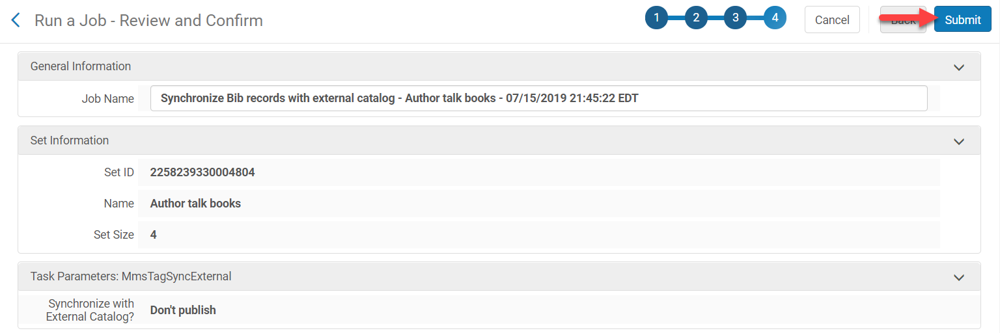 Run a Job - Review and Confirm
1 2 3 4
Cancel
Back
Submit
General Information
Job Name
Synchronize Bib records with external catalog - Author talk books - 07/15/2019 21:45:22 EDT
Set Information
Set ID
2258239330004804
Name
Author talk books
Set Size
4
Task Parameters: MmsTagSyncExternal
Synchronize with
External Catalog?
Don't publish